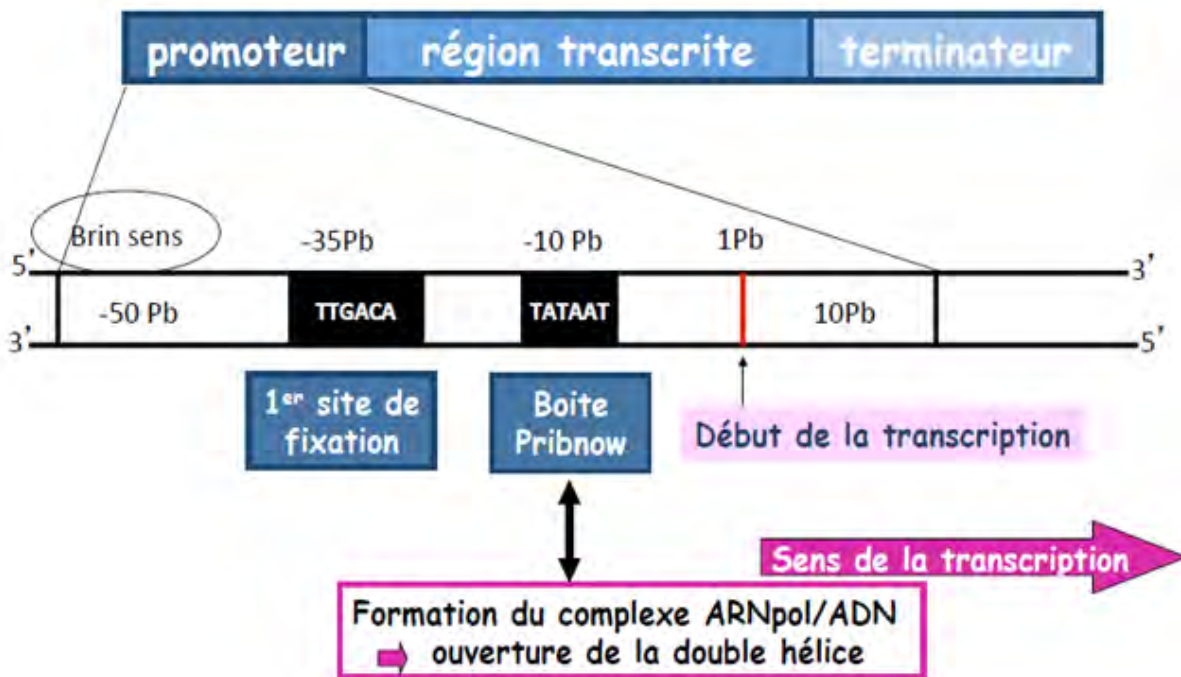 promoteur région transcrite terminateur
Brin sens -35Pb -10 Pb 1Pb
5' 3'
-50 Pb TTGACA TATAAT 10Pb
3' 5'
1er site de fixation
Boite Pribnow
Début de la transcription
Sens de la transcription
Formation du complexe ARNpol/ADN
ouverture de la double hélice